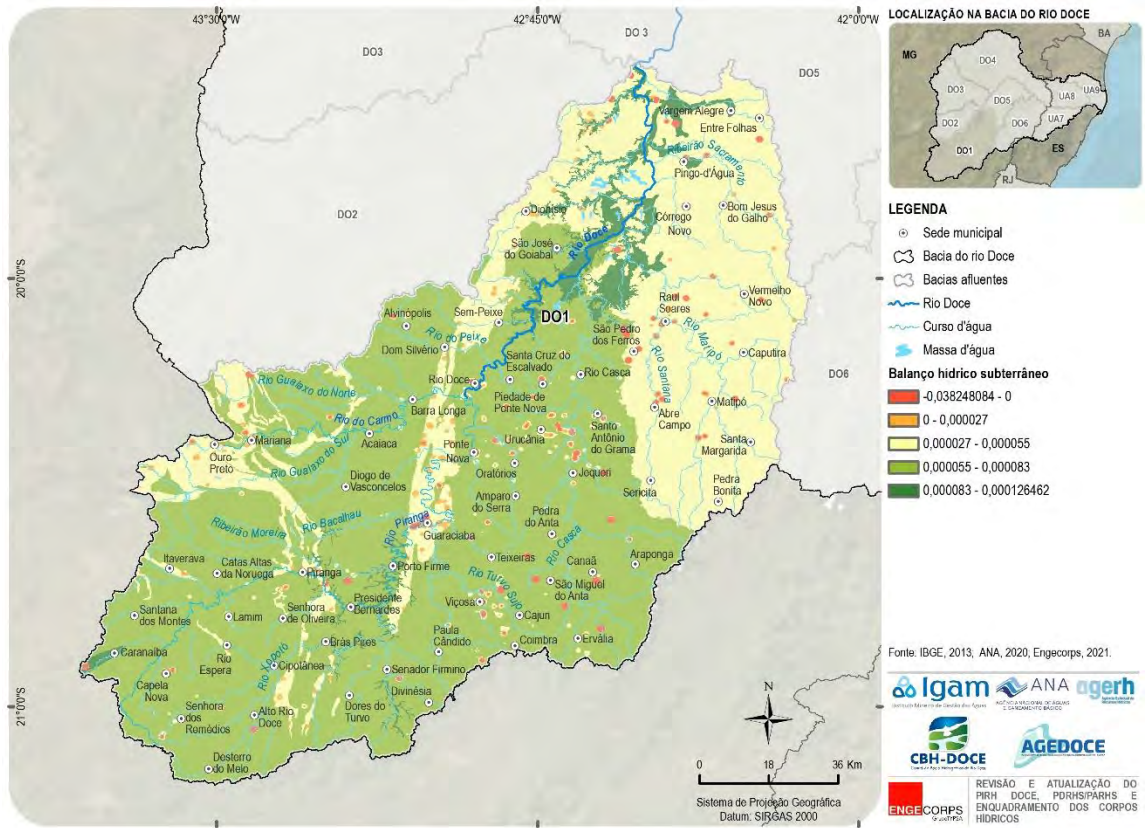 43°30'0"W
42°45'0"W
42°0'0"W
20°0'0"S
21°0'0"S
DO3
DO 3
DO5
DO2
DO6
DO1
Vargem Alegre
Entre Folhas
Ribeirão Sacramento
Pingo-d'Água
Dionísio
Córrego
Novo
Bom Jesus
do Galho
São José
do Goiabal
Rio Doce
Vermelho
Novo
Raul
Soares
Alvinópolis
Sem-Peixe
Rio do Peixe
São Pedro
dos Ferros
Rio Matipó
Dom Silvério
Santa Cruz do
Escalvado
Caputira
Rio Santana
Rio Gualaxo do Norte
Rio Doce
Rio Casca
Piedade de
Ponte Nova
Barra Longa
Matipó
Rio do Carmo
Abre
Campo
Mariana
Acaiaca
Urucânia
Santo
Antônio
do Grama
Ouro
Preto
Rio Gualaxo do Sul
Ponte
Nova
Santa
Margarida
Oratórios
Jequeri
Diogo de
Vasconcelos
Sericita
Pedra
Bonita
Amparo
do Serra
Pedra
do Anta
Ribeirão Moreira
Rio Bacalhau
Rio Piranga
Guaraciaba
Rio Casca
Itaverava
Catas Altas
da Noruega
Piranga
Porto Firme
Teixeiras
Canaã
Araponga
Rio Turvo Sujo
São Miguel
do Anta
Presidente
Bernardes
Viçosa
Santana
dos Montes
Lamim
Senhora
de Oliveira
Cajuri
Caranaíba
Rio
Espera
Brás Pires
Paula
Cândido
Coimbra
Ervália
Rio Xopotó
Cipotânea
Senador Firmino
Capela
Nova
Divinésia
Senhora
dos
Remédios
Alto Rio
Doce
Dores do
Turvo
Desterro
do Melo
N
0 18 36 Km
Sistema de Projeção Geográfica
Datum: SIRGAS 2000
LOCALIZAÇÃO NA BACIA DO RIO DOCE
BA
MG
DO4
DO3
DO5
UA8
UA9
DO2
DO6
UA7
DO1
ES
RJ
LEGENDA
Sede municipal
Bacia do rio Doce
Bacias afluentes
Rio Doce
Curso d'água
Massa d'água
Balanço hídrico subterrâneo
-0,038248084 - 0
0 - 0,000027
0,000027 - 0,000055
0,000055 - 0,000083
0,000083 - 0,000126462
Fonte: IBGE, 2013; ANA, 2020; Engecorps, 2021.
Igam
Instituto Mineiro de Gestão das Águas
ANA
AGÊNCIA NACIONAL DE ÁGUAS
E SANEAMENTO BÁSICO
agerh
CBH-DOCE
AGEDOCE
ENGECORPS
REVISÃO E ATUALIZAÇÃO DO
PIRH DOCE, PDRHS/PARHS E
ENQUADRAMENTO DOS CORPOS
HÍDRICOS